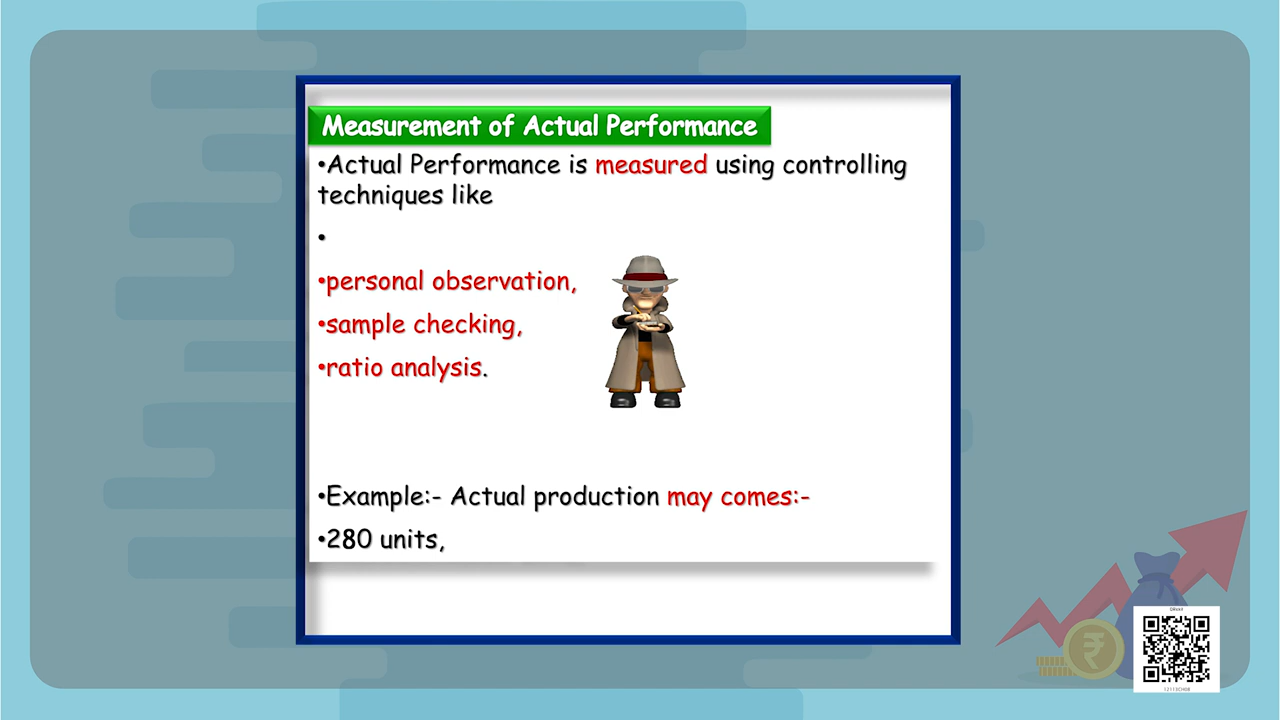 Measurement of Actual Performance
•Actual Performance is measured using controlling
techniques like
•
•personal observation,
•sample checking,
•ratio analysis.
•Example:- Actual production may comes:-
•280 units,
₹
12113CH08